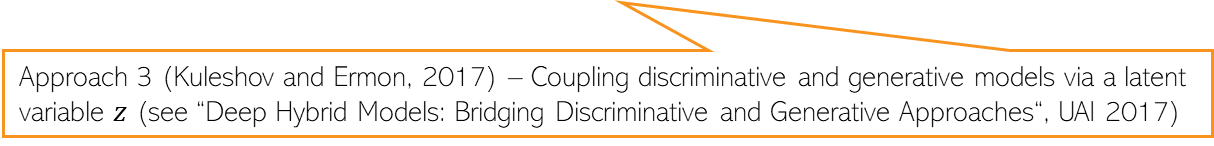 Approach 3 (Kuleshov and Ermon, 2017) – Coupling discriminative and generative models via a latent
variable z (see “Deep Hybrid Models: Bridging Discriminative and Generative Approaches“, UAI 2017)